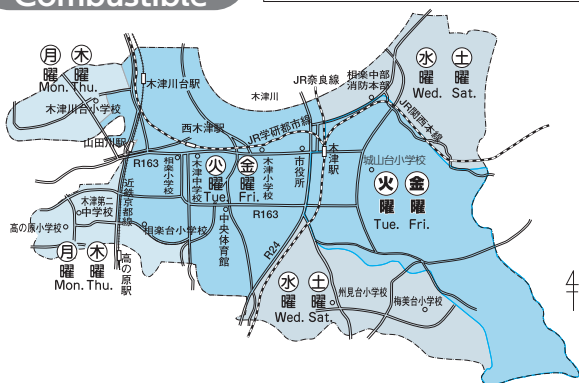 Combustible
月 木
曜 曜
Mon. Thu.
木津川台小学校
山田川駅
木津川台駅
西木津駅
木津川
JR奈良線
相楽中部
消防本部
JR学研都市線
JR関西本線
水 土
曜 曜
Wed. Sat.
R163
相楽小学校
木津中学校
火 金
曜 曜
Tue. Fri.
木津小学校
市役所
木津駅
城山台小学校
火 金
曜 曜
Tue. Fri.
近鉄京都線
木津第二
中学校
高の原小学校
相楽台小学校
中央体育館
R163
R24
月 木
曜 曜
Mon. Thu.
高の原駅
水 土
曜 曜
Wed. Sat.
州見台小学校
梅美台小学校